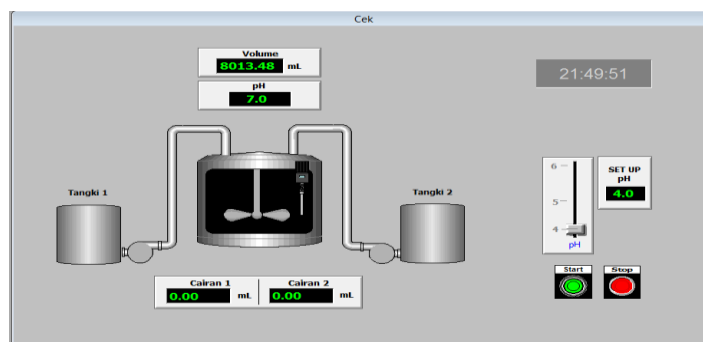 Cek
Volume
8013.48 mL
pH
7.0
21:49:51
Tangki 1
Tangki 2
6
5
4
pH
SET UP
pH
4.0
Cairan 1
0.00 mL
Cairan 2
0.00 mL
Start
Stop